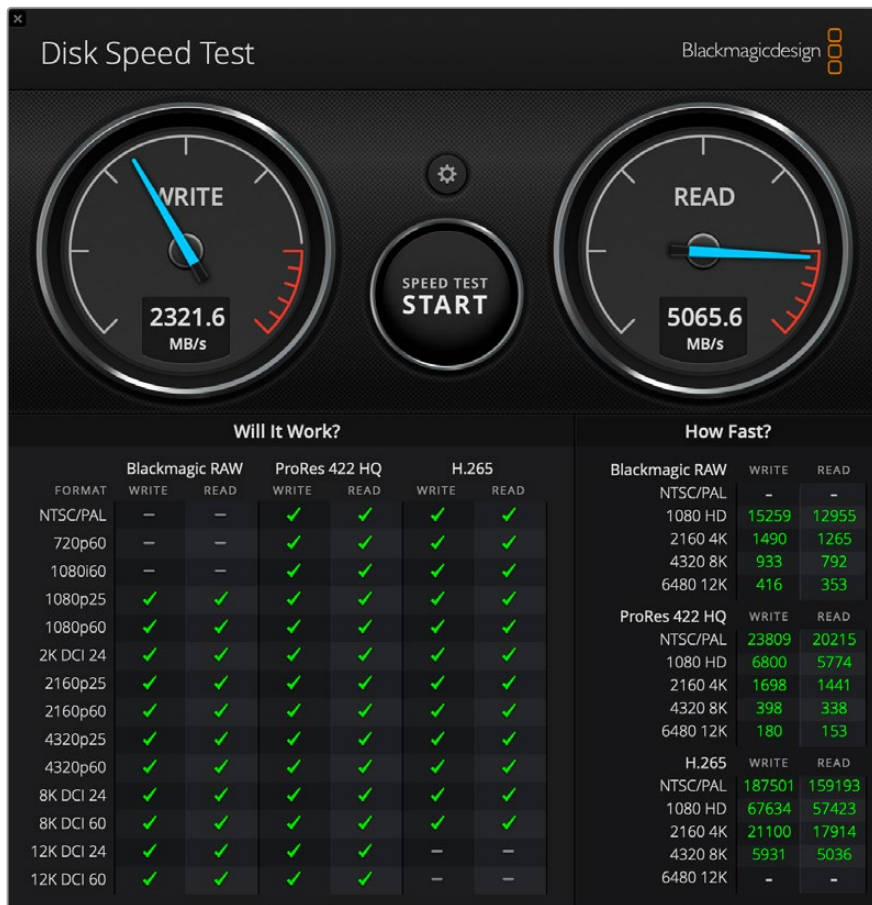 Disk Speed Test
Blackmagicdesign
WRITE
2321.6
MB/s
SPEED TEST
START
READ
5065.6
MB/s
Will It Work?
Blackmagic RAW ProRes 422 HQ H.265
FORMAT WRITE READ WRITE READ WRITE READ
NTSC/PAL – – ✓ ✓ ✓ ✓
720p60 – – ✓ ✓ ✓ ✓
1080i60 – – ✓ ✓ ✓ ✓
1080p25 ✓ ✓ ✓ ✓ ✓ ✓
1080p60 ✓ ✓ ✓ ✓ ✓ ✓
2K DCI 24 ✓ ✓ ✓ ✓ ✓ ✓
2160p25 ✓ ✓ ✓ ✓ ✓ ✓
2160p60 ✓ ✓ ✓ ✓ ✓ ✓
4320p25 ✓ ✓ ✓ ✓ ✓ ✓
4320p60 ✓ ✓ ✓ ✓ ✓ ✓
8K DCI 24 ✓ ✓ ✓ ✓ ✓ ✓
8K DCI 60 ✓ ✓ ✓ ✓ ✓ ✓
12K DCI 24 ✓ ✓ ✓ ✓ – –
12K DCI 60 ✓ ✓ ✓ ✓ – –
How Fast?
Blackmagic RAW WRITE READ
NTSC/PAL - -
1080 HD 15259 12955
2160 4K 1490 1265
4320 8K 933 792
6480 12K 416 353
ProRes 422 HQ WRITE READ
NTSC/PAL 23809 20215
1080 HD 6800 5774
2160 4K 1698 1441
4320 8K 398 338
6480 12K 180 153
H.265 WRITE READ
NTSC/PAL 187501 159193
1080 HD 67634 57423
2160 4K 21100 17914
4320 8K 5931 5036
6480 12K - -